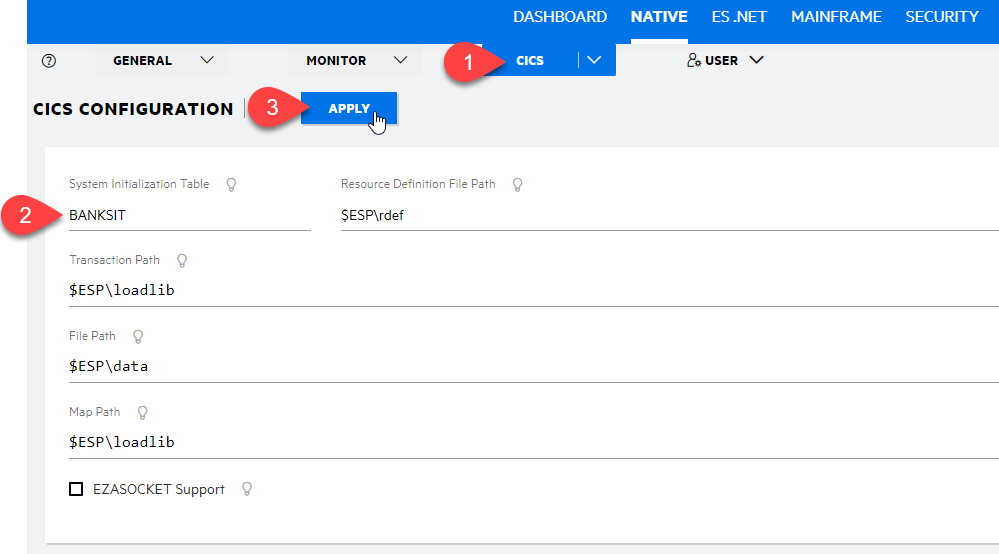 DASHBOARD NATIVE ES .NET MAINFRAME SECURITY
GENERAL MONITOR 1 CICS USER
CICS CONFIGURATION 3 APPLY
System Initialization Table Resource Definition File Path
2 BANKSIT $ESP\rdef
Transaction Path
$ESP\loadlib
File Path
$ESP\data
Map Path
$ESP\loadlib
EZASOCKET Support